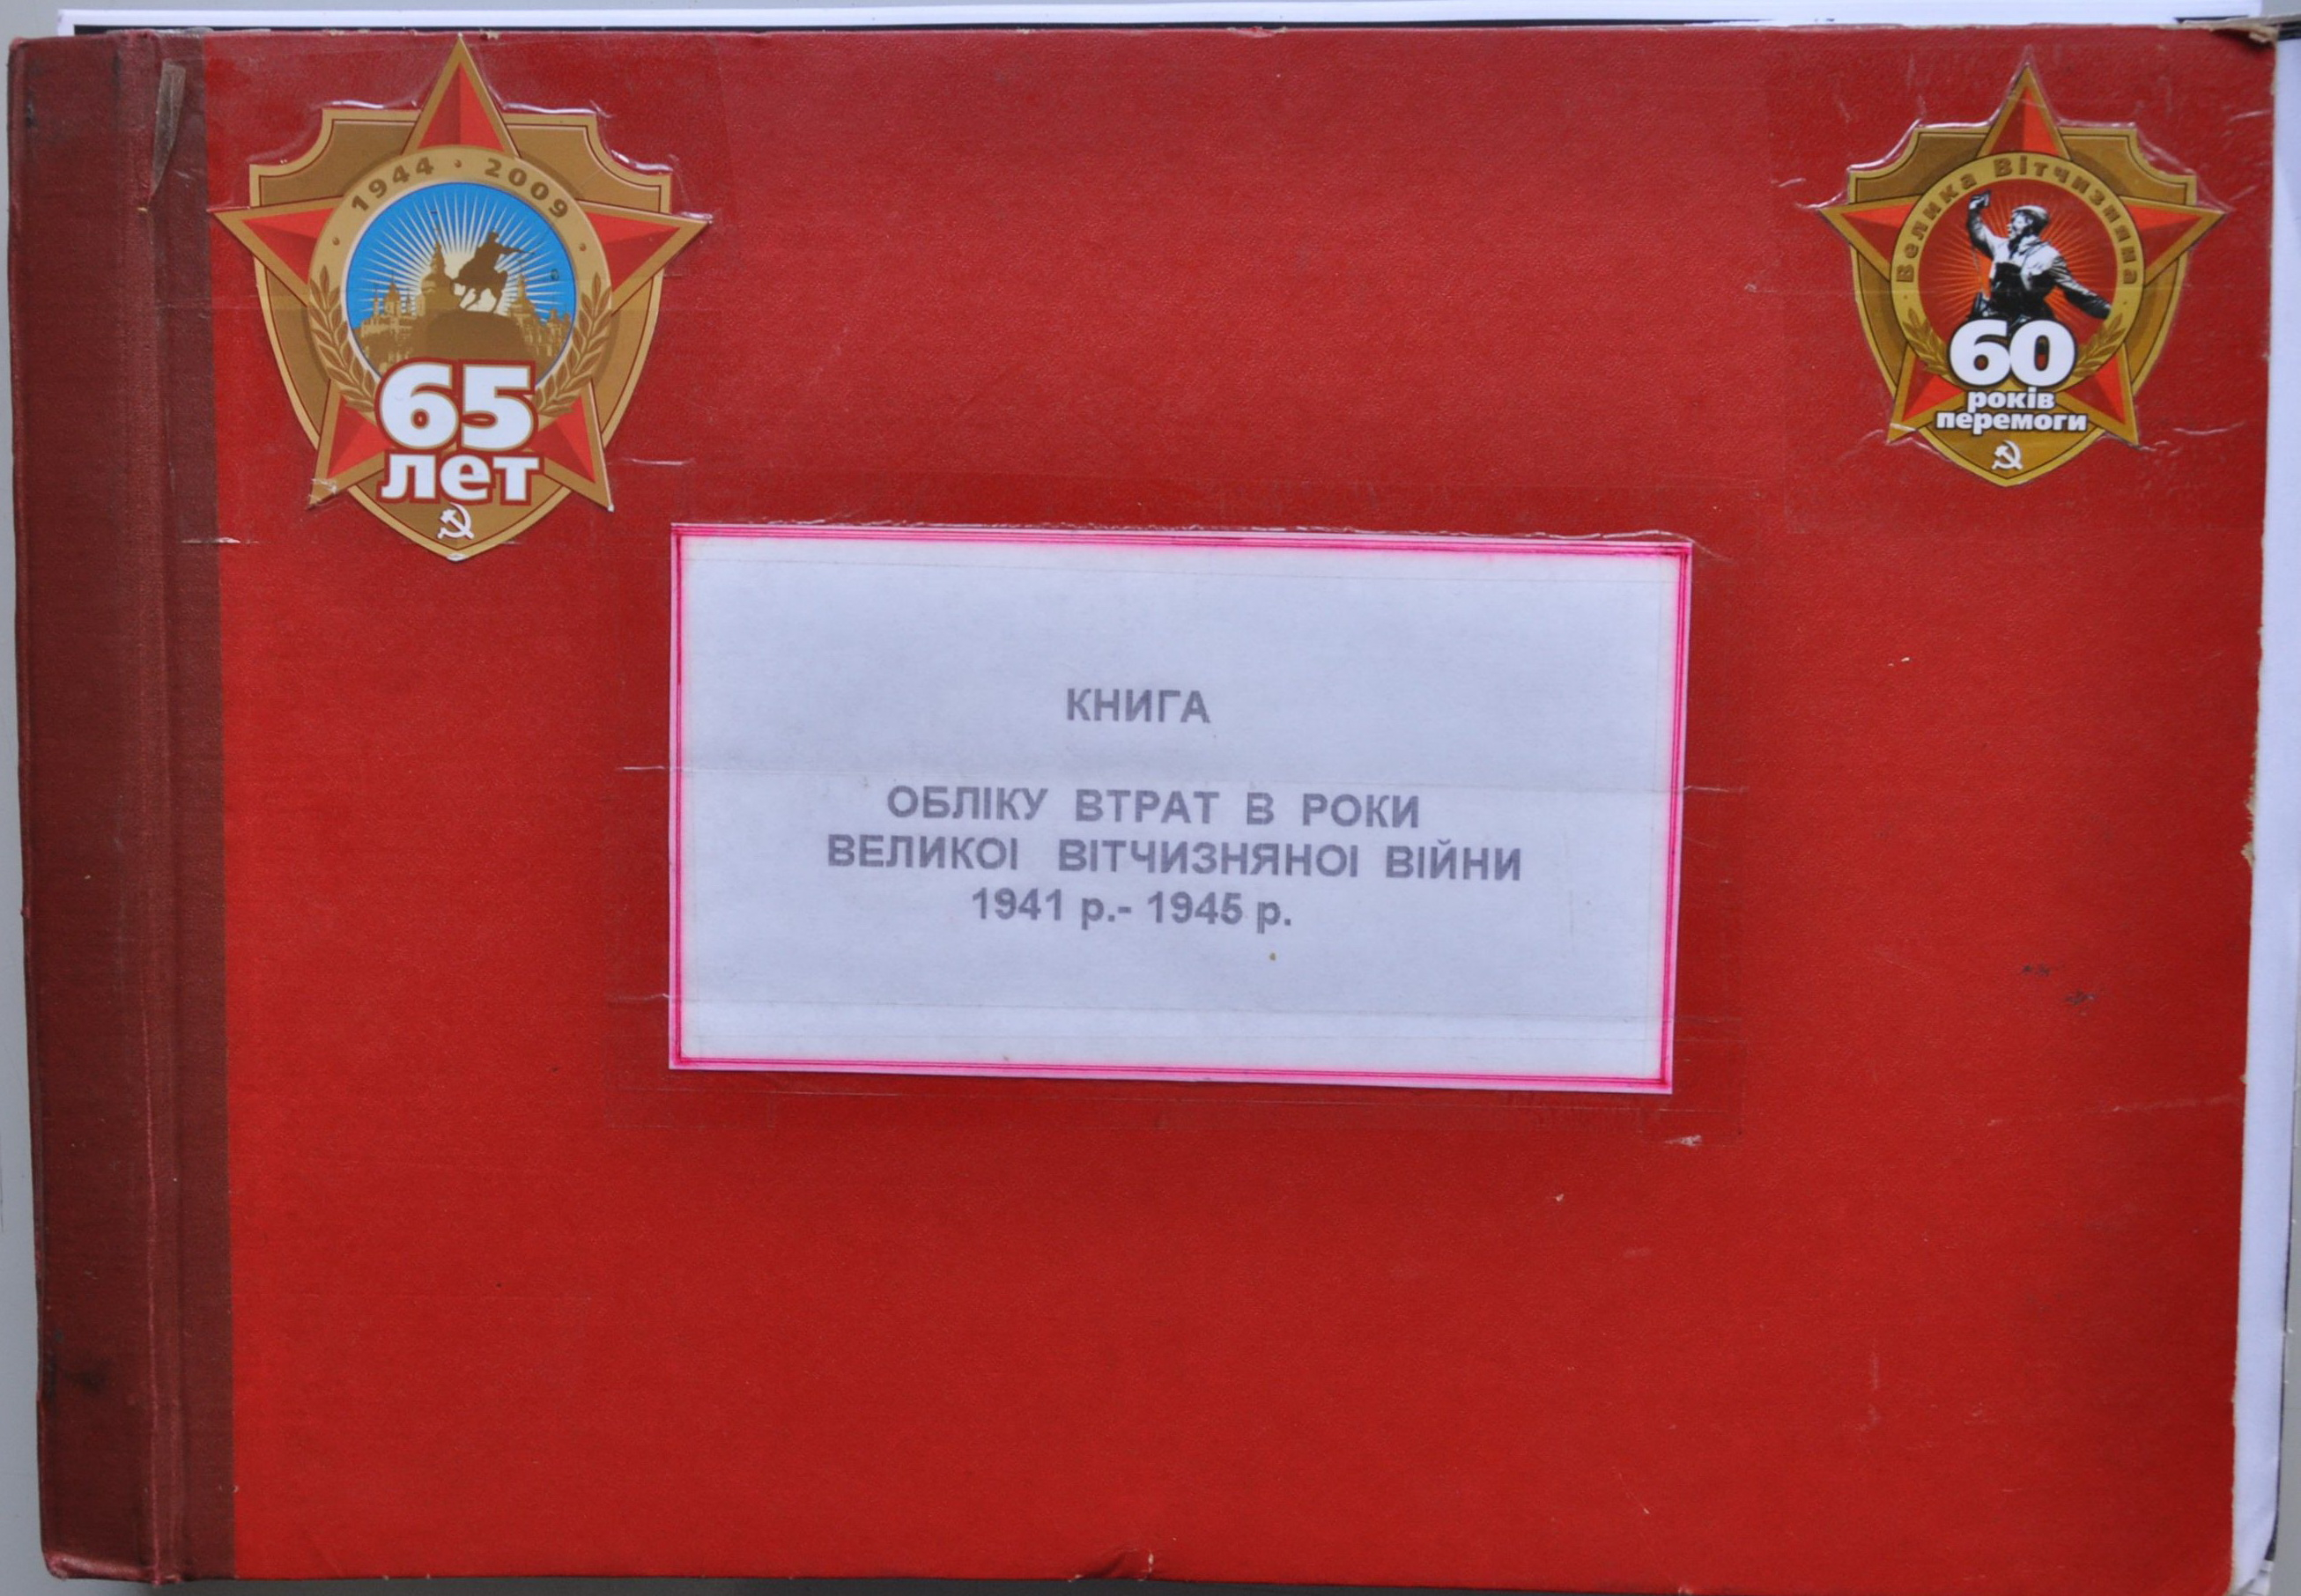 1944 · 2009
65
лет
Велика Вітчизняна
60
років
перемоги
КНИГА
ОБЛІКУ ВТРАТ В РОКИ
ВЕЛИКОІ ВІТЧИЗНЯНОІ ВІЙНИ
1941 р.- 1945 р.